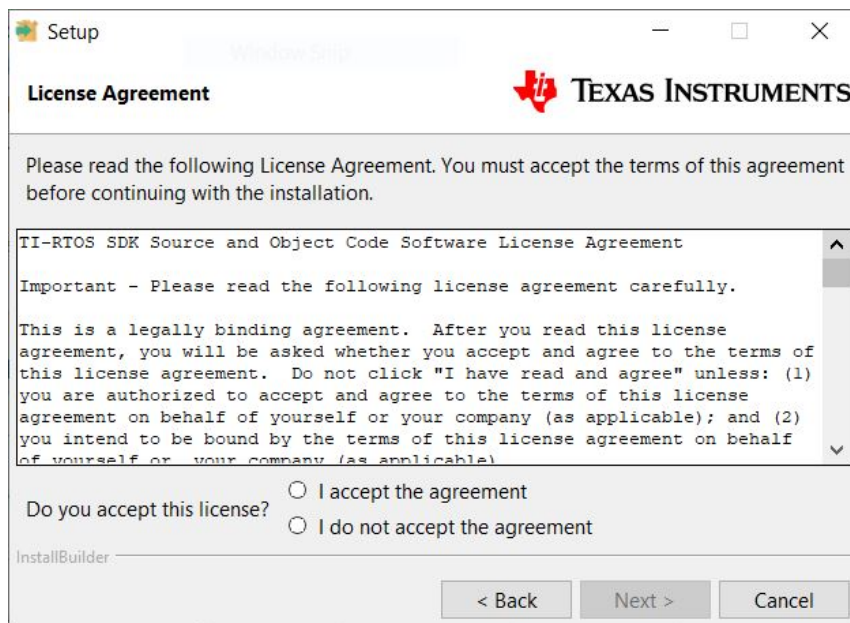 Setup
License Agreement
TEXAS INSTRUMENTS
Please read the following License Agreement. You must accept the terms of this agreement
before continuing with the installation.
TI-RTOS SDK Source and Object Code Software License Agreement
Important - Please read the following license agreement carefully.
This is a legally binding agreement.  After you read this license
agreement, you will be asked whether you accept and agree to the terms of
this license agreement.  Do not click "I have read and agree" unless: (1)
you are authorized to accept and agree to the terms of this license
agreement on behalf of yourself or your company (as applicable); and (2)
you intend to be bound by the terms of this license agreement on behalf
of yourself or  your company (as applicable)
Do you accept this license?
I accept the agreement
I do not accept the agreement
InstallBuilder
< Back
Next >
Cancel